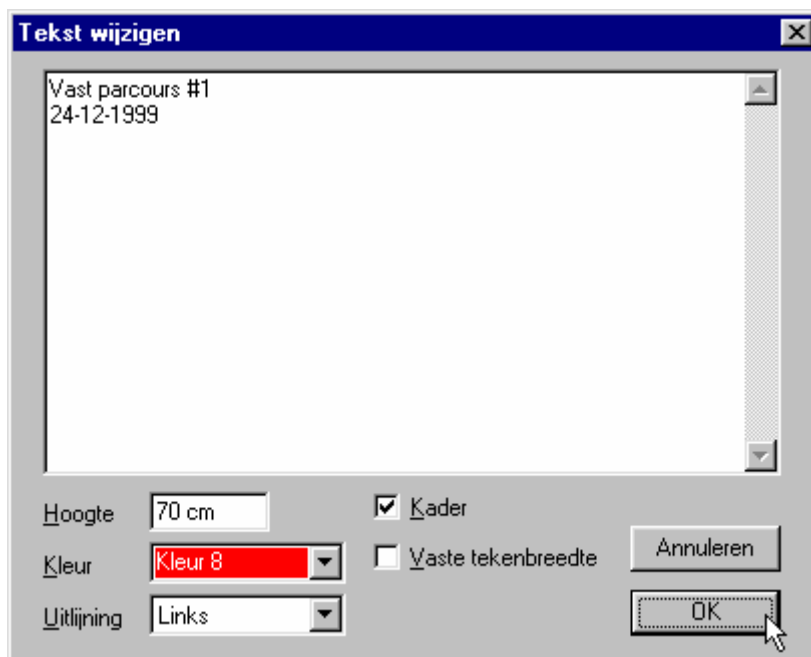 Tekst wijzigen
Vast parcours #1
24-12-1999
Hoogte 70 cm
Kader
Kleur Kleur 8
Vaste tekenbreedte
Annuleren
Uitlijning Links
OK